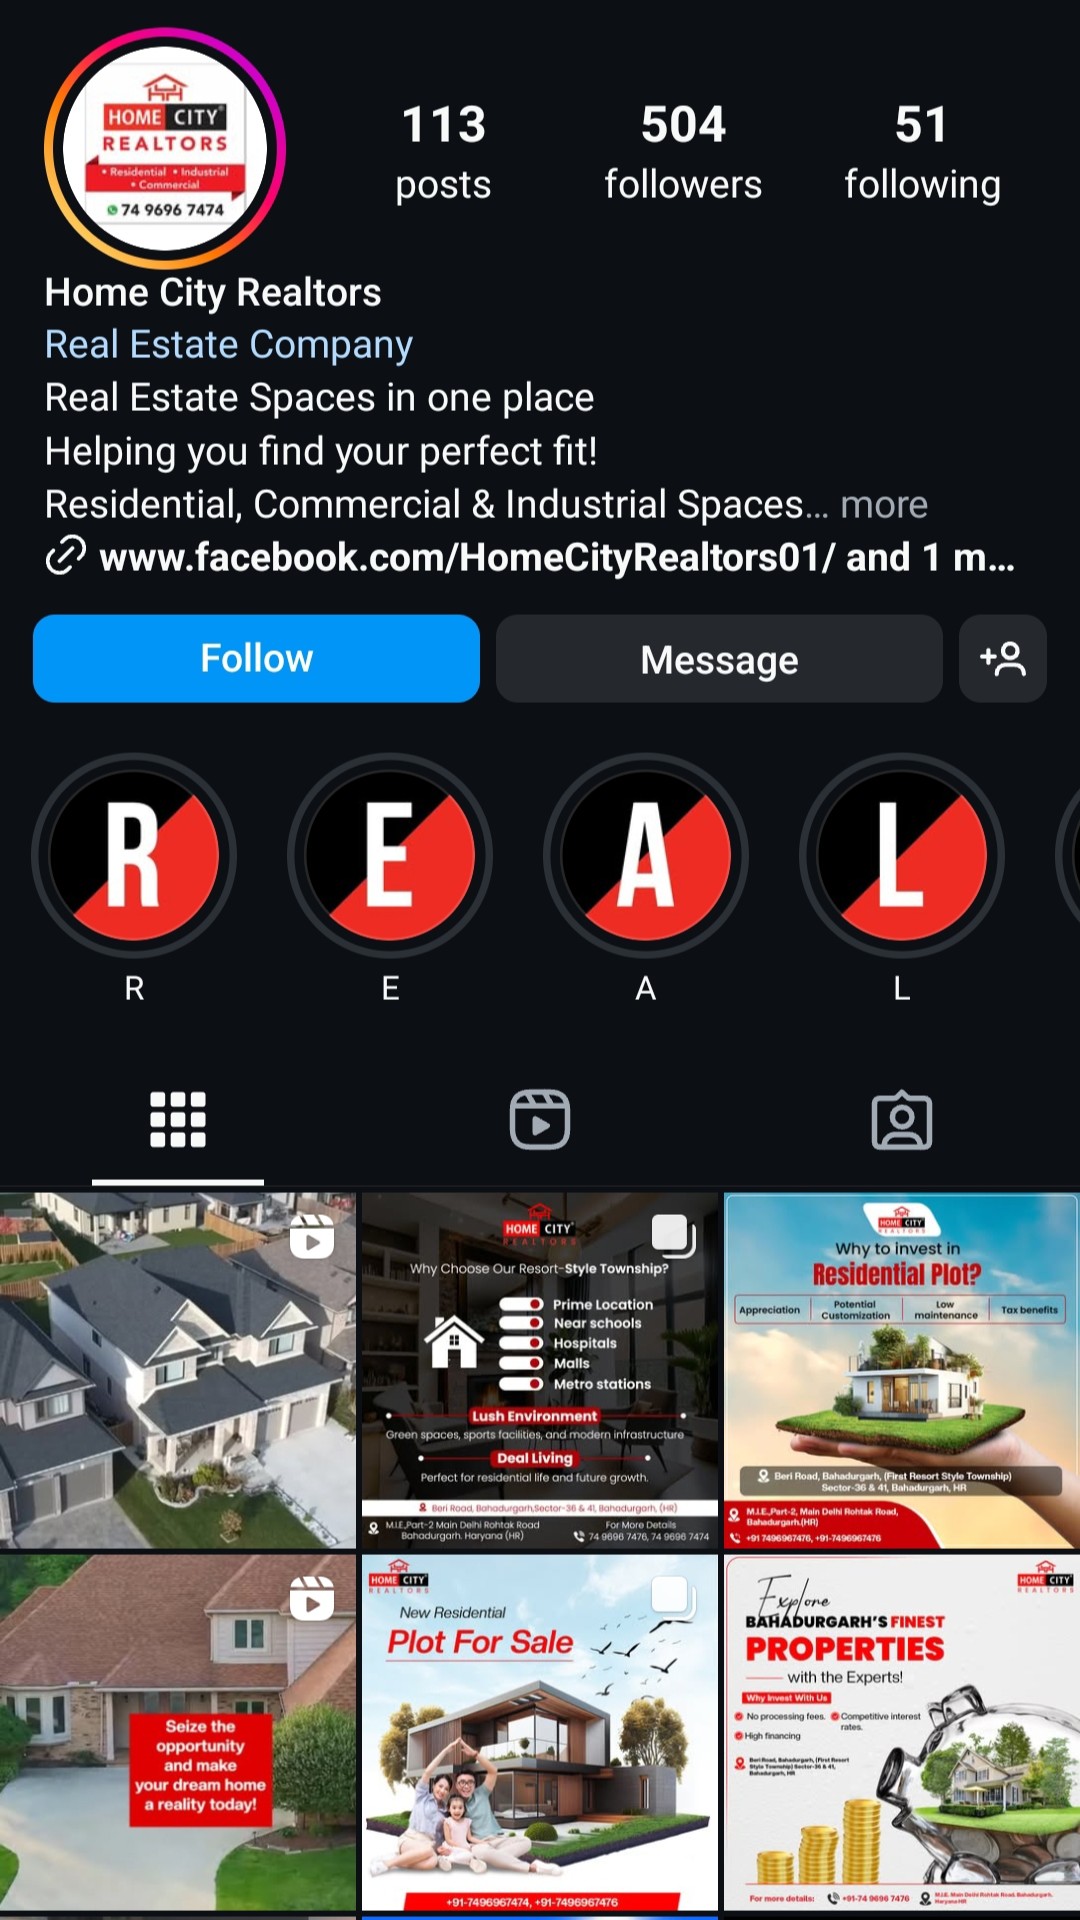 HOME CITY
REALTORS
• Residential • Industrial
• Commercial
74 9696 7474
113
posts
504
followers
51
following
Home City Realtors
Real Estate Company
Real Estate Spaces in one place
Helping you find your perfect fit!
Residential, Commercial & Industrial Spaces... more
www.facebook.com/HomeCityRealtors01/ and 1 m...
Follow
Message
R
E
A
L
R
E
A
L
HOME CITY
REALTORS
Why Choose Our Resort-Style Township?
Prime Location
Near schools
Hospitals
Malls
Metro stations
Lush Environment
Green spaces, sports facilities, and modern infrastructure
Deal Living
Perfect for residential life and future growth.
Beri Road, Bahadurgarh,Sector-36 & 41, Bahadurgarh, (HR)
M.I.E,Part-2 Main Delhi Rohtak Road
Bahadurgarh. Haryana (HR)
For More Details
74 9696 7476, 74 9696 7474
HOME CITY
REALTORS
Why to invest in
Residential Plot?
Appreciation
Potential
Customization
Low
maintenance
Tax benefits
Beri Road, Bahadurgarh, (First Resort Style Township)
Sector-36 & 41, Bahadurgarh, HR
M.I.E.,Part-2, Main Delhi Rohtak Road,
Bahadurgarh.(HR)
+91 7496967476, +91-7496967476
Seize the
opportunity
and make
your dream home
a reality today!
HOME CITY
REALTORS
New Residential
Plot For Sale
+91-7496967474, +91-7496967476
HOME CITY
REALTORS
Explore
BAHADURGARH'S FINEST
PROPERTIES
with the Experts!
Why Invest With Us
No processing fees.
Competitive interest
rates.
High financing
Beri Road, Bahadurgarh, (First Resort
Style Township) Sector-36 & 41,
Bahadurgarh, HR
For more details:
+91-74 9696 7476
M.I.E. Main Delhi Rohtak Road, Bahadurgarh,
Haryana HR